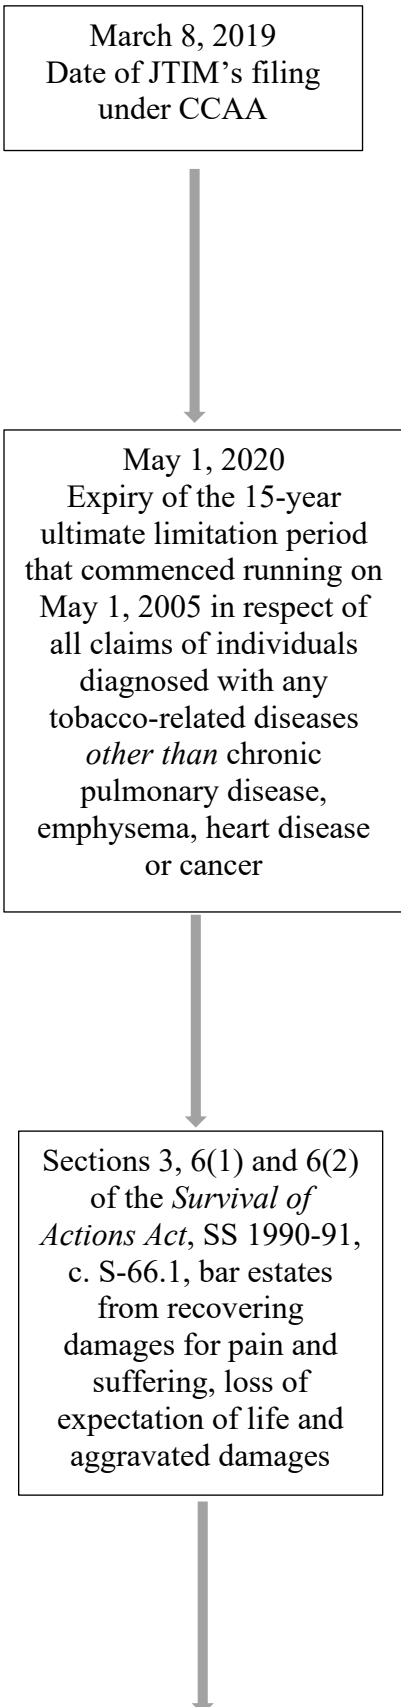 March 8, 2019
Date of JTIM’s filing
under CCAA
May 1, 2020
Expiry of the 15-year
ultimate limitation period
that commenced running on
May 1, 2005 in respect of
all claims of individuals
diagnosed with any
tobacco-related diseases
other than chronic
pulmonary disease,
emphysema, heart disease
or cancer
Sections 3, 6(1) and 6(2)
of the Survival of
Actions Act, SS 1990-91,
c. S-66.1, bar estates
from recovering
damages for pain and
suffering, loss of
expectation of life and
aggravated damages